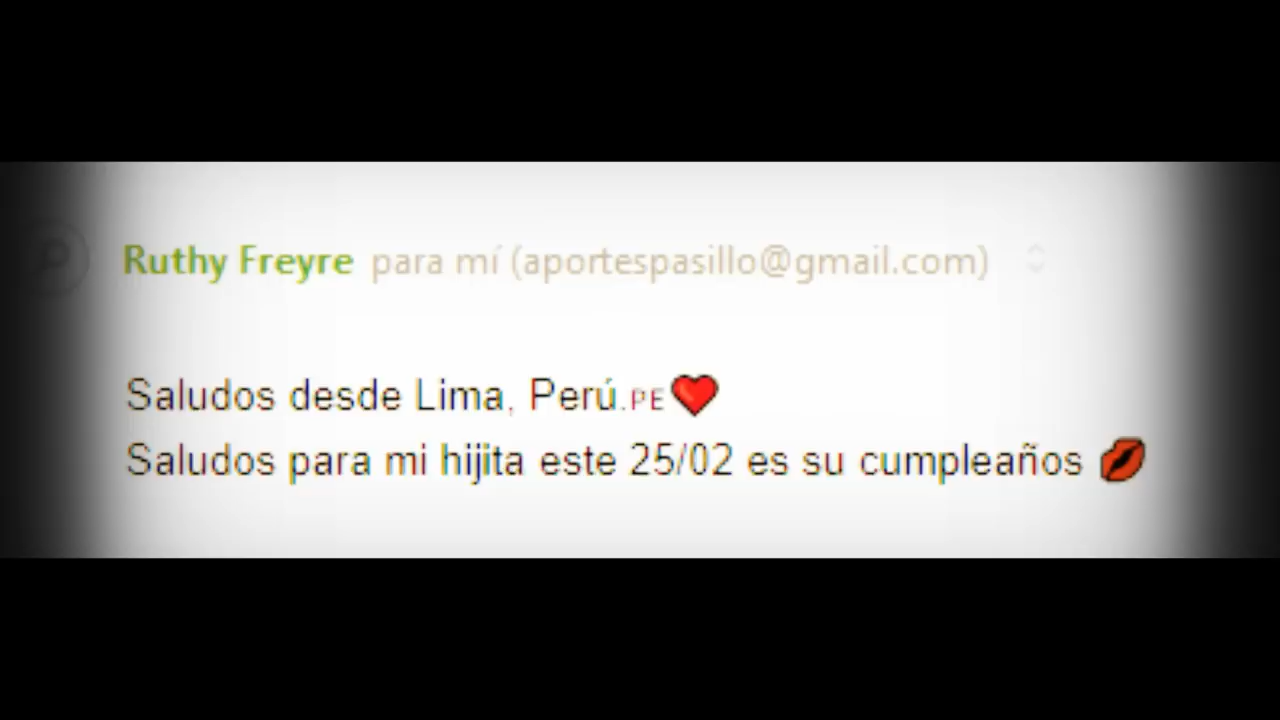 Ruthy Freyre para mí (aportespasillo@gmail.com)
Saludos desde Lima, Perú.PE❤️
Saludos para mi hijita este 25/02 es su cumpleaños 💋